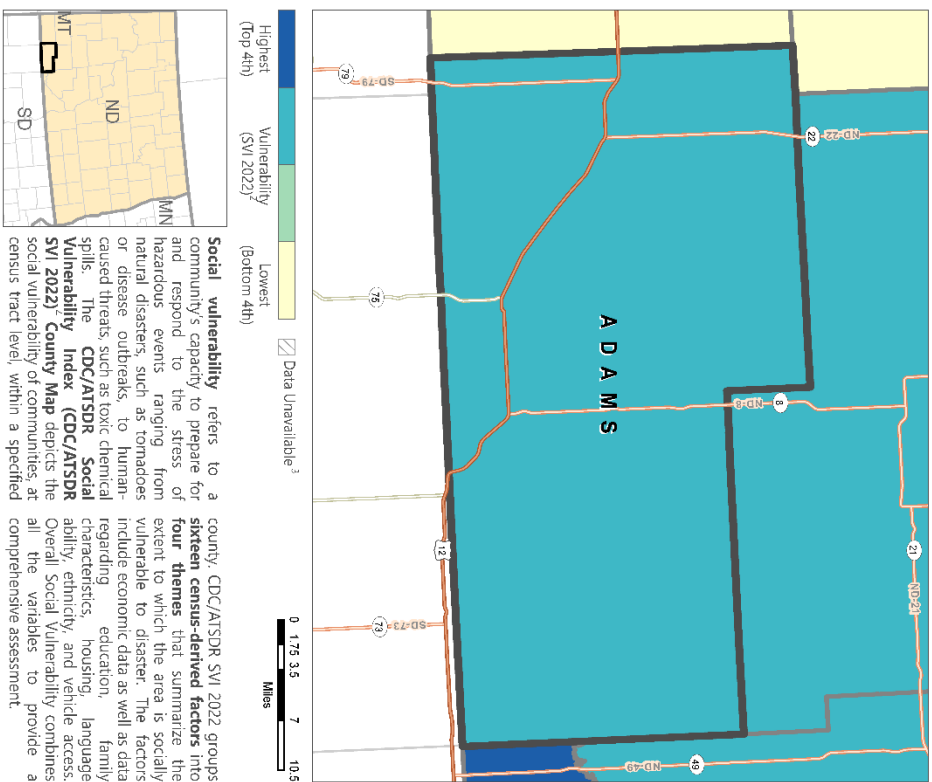 79
SD-79
22
ND-22
75
ADAMS
8
ND-8
21
ND-21
12
73
SD-73
49
ND-49
Highest
(Top 4th)
Vulnerability
(SVI 2022)2
Lowest
(Bottom 4th)
Data Unavailable3
0 1.75 3.5 7 10.5
Miles
MT
ND
SD
MN
Social vulnerability refers to a
community's capacity to prepare for
and respond to the stress of
hazardous events ranging from
natural disasters, such as tornadoes
or disease outbreaks, to human-
caused threats, such as toxic chemical
spills. The CDC/ATSDR Social
Vulnerability Index (CDC/ATSDR
SVI 2022)4 County Map depicts the
social vulnerability of communities, at
census tract level, within a specified
county. CDC/ATSDR SVI 2022 groups
sixteen census-derived factors into
four themes that summarize the
extent to which the area is socially
vulnerable to disaster. The factors
include economic data as well as data
regarding education, family
characteristics, housing, language
ability, ethnicity, and vehicle access.
Overall Social Vulnerability combines
all the variables to provide a
comprehensive assessment.